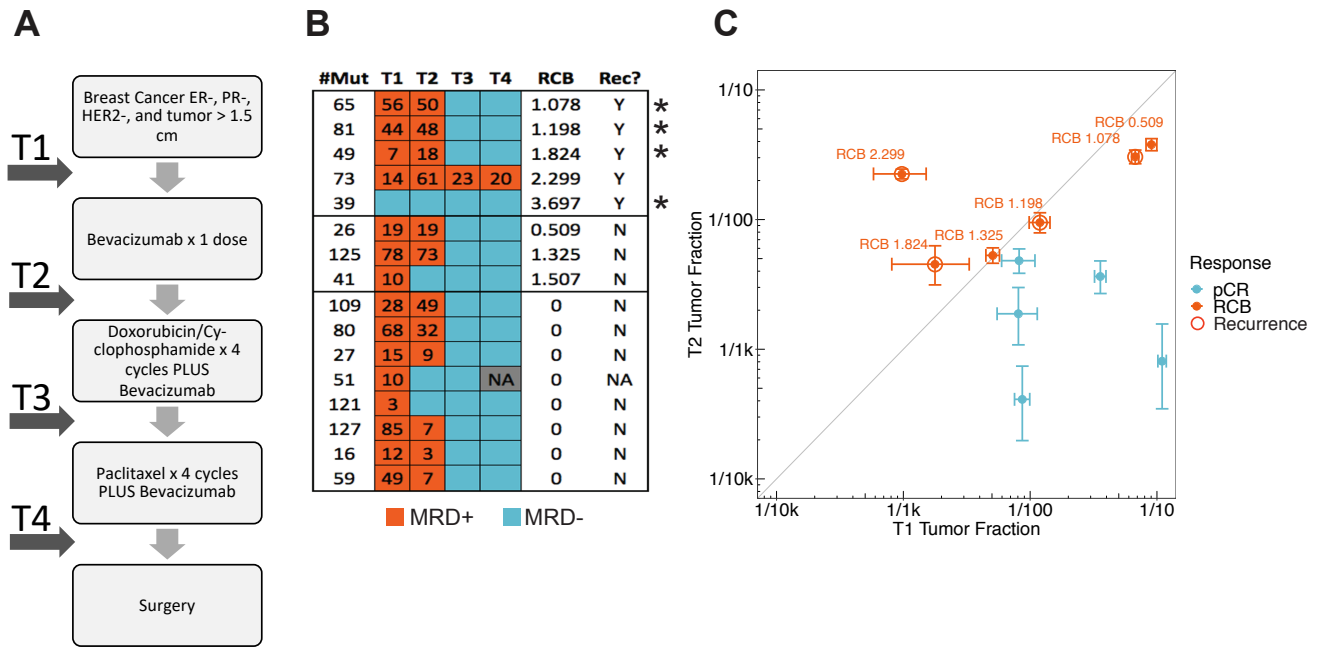 A
T1
T2
T3
T4
Breast Cancer ER-, PR-,
HER2-, and tumor > 1.5
cm
Bevacizumab x 1 dose
Doxorubicin/Cy-
clophosphamide x 4
cycles PLUS
Bevacizumab
Paclitaxel x 4 cycles
PLUS Bevacizumab
Surgery
B
#Mut T1 T2 T3 T4 RCB Rec?
65 56 50 1.078 Y *
81 44 48 1.198 Y *
49 7 18 1.824 Y *
73 14 61 23 20 2.299 Y
39 3.697 Y *
26 19 19 0.509 N
125 78 73 1.325 N
41 10 1.507 N
109 28 49 0 N
80 68 32 0 N
27 15 9 0 N
51 10 NA 0 NA
121 3 0 N
127 85 7 0 N
16 12 3 0 N
59 49 7 0 N
MRD+ MRD-
C
T2 Tumor Fraction
1/10
1/100
1/1k
1/10k
RCB 0.509
RCB 1.078
RCB 2.299
RCB 1.198
RCB 1.325
RCB 1.824
1/10k 1/1k 1/100 1/10
T1 Tumor Fraction
Response
pCR
RCB
Recurrence